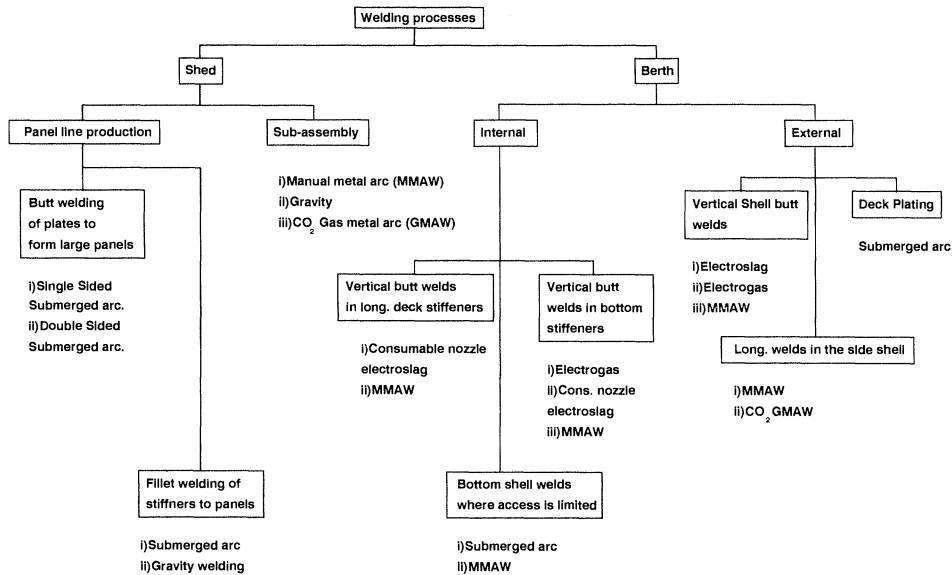 Welding processes
Shed
Berth
Panel line production
Sub-assembly
Internal
External
i)Manual metal arc (MMAW)
ii)Gravity
iii)CO2 Gas metal arc (GMAW)
Butt welding
of plates to
form large panels
i)Single Sided
Submerged arc.
ii)Double Sided
Submerged arc.
Vertical Shell butt
welds
i)Electroslag
ii)Electrogas
iii)MMAW
Deck Plating
Submerged arc
Vertical butt welds
in long. deck stiffeners
i)Consumable nozzle
electroslag
ii)MMAW
Vertical butt
welds in bottom
stiffeners
i)Electrogas
ii)Cons. nozzle
electroslag
iii)MMAW
Long. welds in the side shell
i)MMAW
ii)CO2 GMAW
Fillet welding of
stiffners to panels
i)Submerged arc
ii)Gravity welding
Bottom shell welds
where access is limited
i)Submerged arc
ii)MMAW